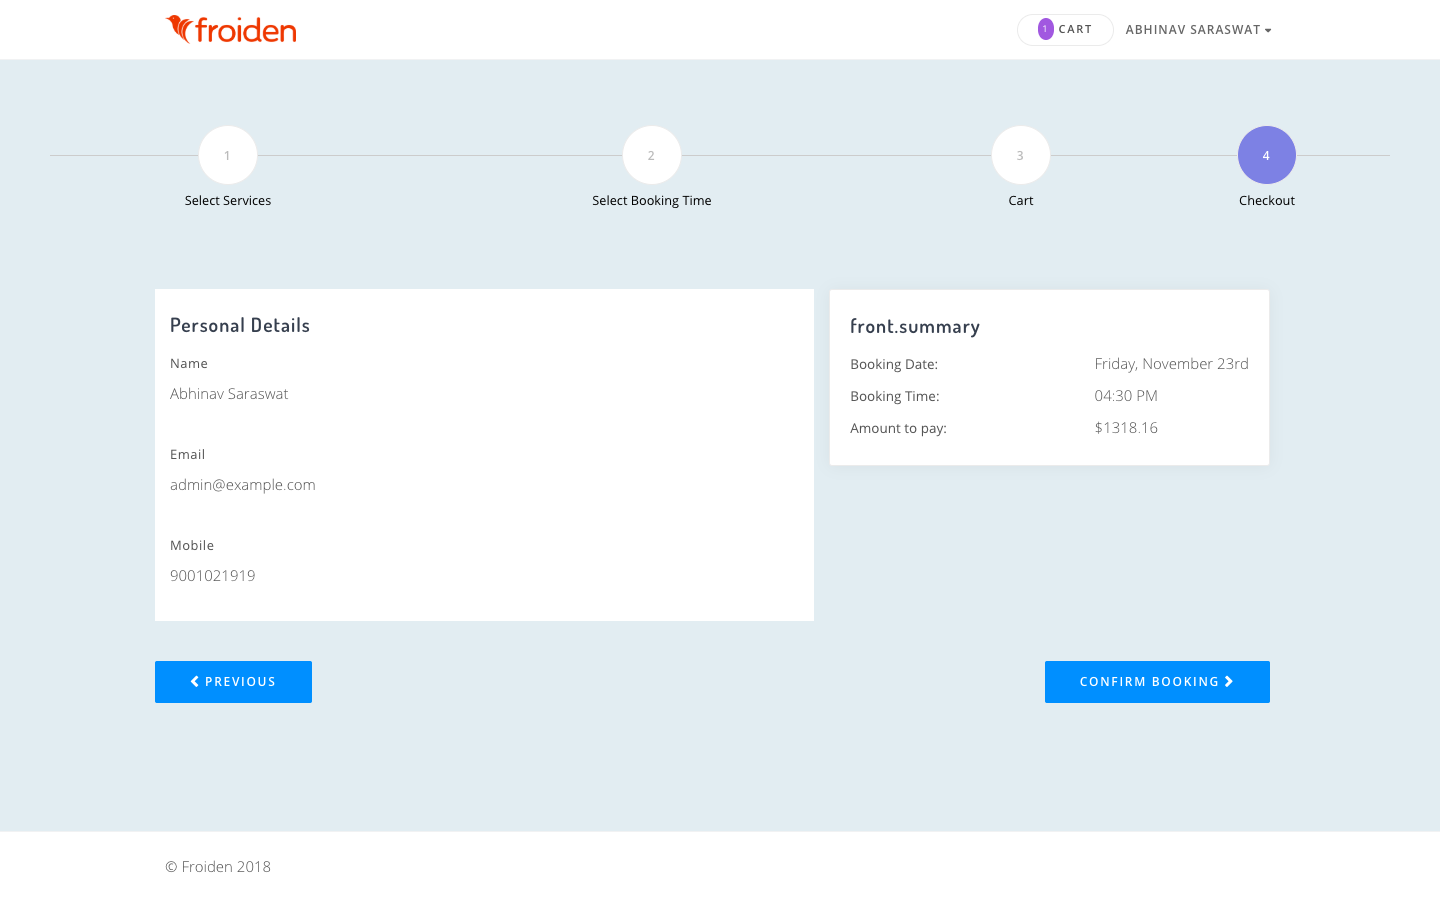 froiden
1 CART
ABHINAV SARASWAT
1
2
3
4
Select Services
Select Booking Time
Cart
Checkout
Personal Details
Name
Abhinav Saraswat
Email
admin@example.com
Mobile
9001021919
front.summary
Booking Date: Friday, November 23rd
Booking Time: 04:30 PM
Amount to pay: $1318.16
PREVIOUS
CONFIRM BOOKING
© Froiden 2018